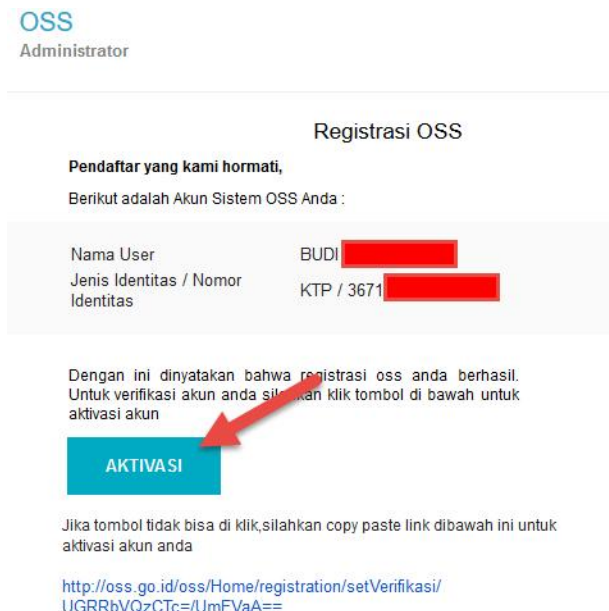 OSS
Administrator
Registrasi OSS
Pendaftar yang kami hormati,
Berikut adalah Akun Sistem OSS Anda :
Nama User BUDI
Jenis Identitas / Nomor
Identitas KTP / 3671
Dengan ini dinyatakan bahwa registrasi oss anda berhasil.
Untuk verifikasi akun anda silahkan klik tombol di bawah untuk
aktivasi akun
AKTIVASI
Jika tombol tidak bisa di klik,silahkan copy paste link dibawah ini untuk
aktivasi akun anda
http://oss.go.id/oss/Home/registration/setVerifikasi/
UGRRbVQzCTc=/UmFVaA==